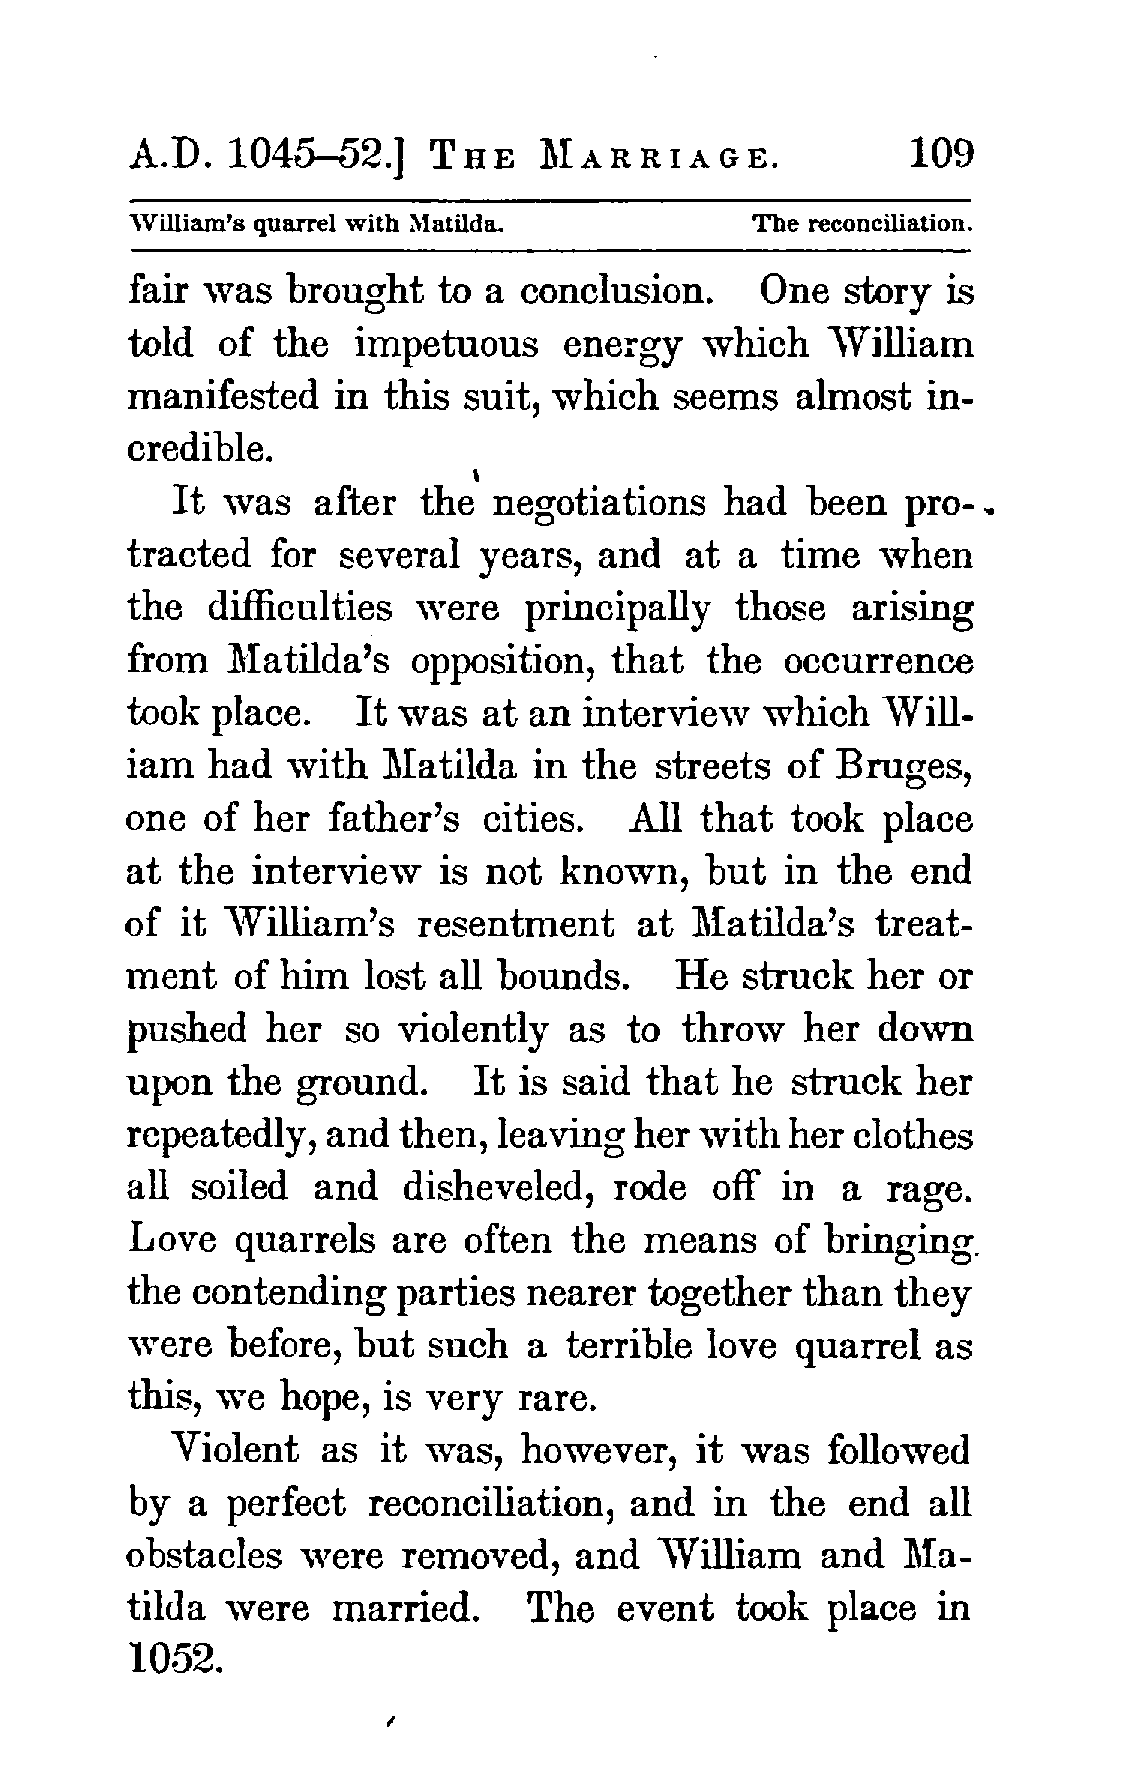 A.D. 1045–52.] THE MARRIAGE. 109
William's quarrel with Matilda. The reconciliation.
fair was brought to a conclusion. One story is
told of the impetuous energy which William
manifested in this suit, which seems almost in-
credible.
It was after the negotiations had been pro-
tracted for several years, and at a time when
the difficulties were principally those arising
from Matilda's opposition, that the occurrence
took place. It was at an interview which Will-
iam had with Matilda in the streets of Bruges,
one of her father's cities. All that took place
at the interview is not known, but in the end
of it William's resentment at Matilda's treat-
ment of him lost all bounds. He struck her or
pushed her so violently as to throw her down
upon the ground. It is said that he struck her
repeatedly, and then, leaving her with her clothes
all soiled and disheveled, rode off in a rage.
Love quarrels are often the means of bringing
the contending parties nearer together than they
were before, but such a terrible love quarrel as
this, we hope, is very rare.
Violent as it was, however, it was followed
by a perfect reconciliation, and in the end all
obstacles were removed, and William and Ma-
tilda were married. The event took place in
1052.